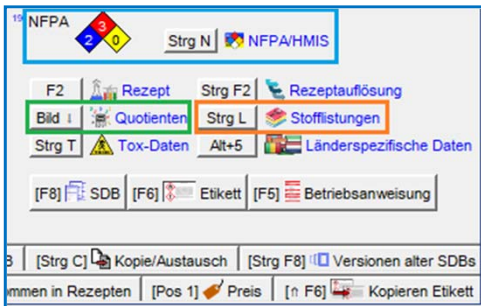 19 NFPA
3
2 0
Strg N NFPA/HMIS
F2 Rezept Strg F2 Rezeptauflösung
Bild ↓ Quotienten Strg L Stofflistungen
Strg T Tox-Daten Alt+5 Länderspezifische Daten
[F8] SDB [F6] Etikett [F5] Betriebsanweisung
[Strg C] Kopie/Austausch [Strg F8] Versionen alter SDBs
ommen in Rezepten [Pos 1] Preis [⇑ F6] Kopieren Etikett